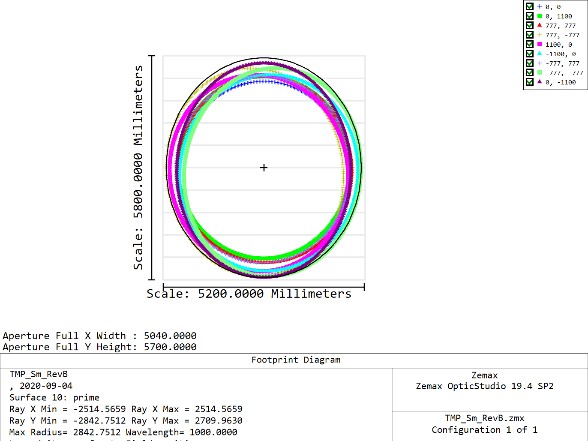 0, 0
0, 1100
777, 777
777, -777
1100, 0
-1100, 0
-777, 777
-777, -777
0, -1100
Scale: 5800.0000 Millimeters
Scale: 5200.0000 Millimeters
Aperture Full X Width : 5040.0000
Aperture Full Y Height: 5700.0000
Footprint Diagram
TMP_Sm_RevB
, 2020-09-04
Surface 10: prime
Ray X Min = -2514.5659 Ray X Max = 2514.5659
Ray Y Min = -2842.7512 Ray Y Max = 2709.9630
Max Radius= 2842.7512 Wavelength= 1000.0000
Zemax
Zemax OpticStudio 19.4 SP2
TMP_Sm_RevB.zmx
Configuration 1 of 1